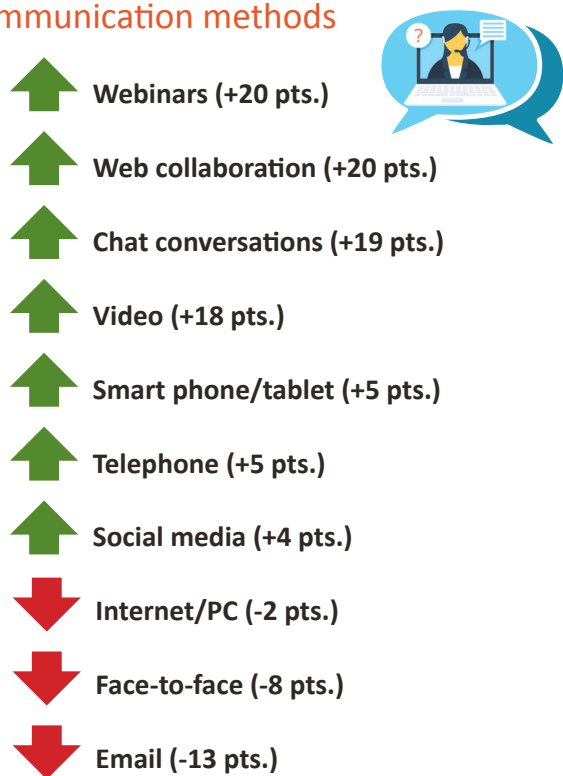 mmunication methods
?
Webinars (+20 pts.)
Web collaboration (+20 pts.)
Chat conversations (+19 pts.)
Video (+18 pts.)
Smart phone/tablet (+5 pts.)
Telephone (+5 pts.)
Social media (+4 pts.)
Internet/PC (-2 pts.)
Face-to-face (-8 pts.)
Email (-13 pts.)